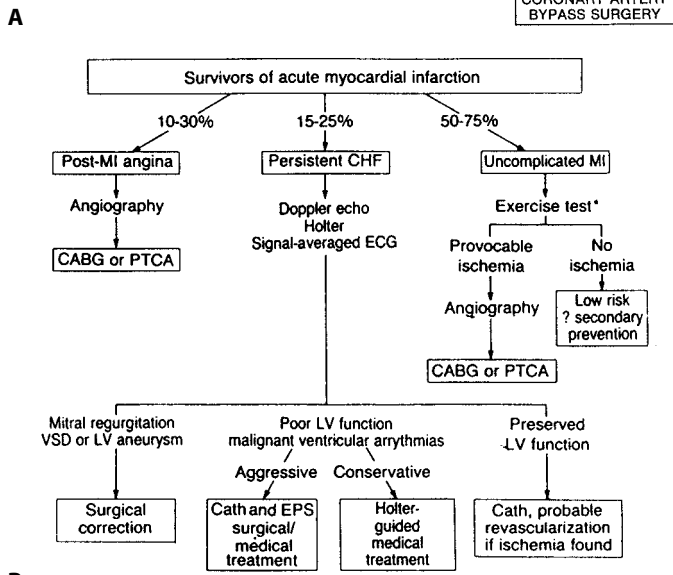 A
CORONARY ARTERY
BYPASS SURGERY
Survivors of acute myocardial infarction
10-30%
15-25%
50-75%
Post-MI angina
Persistent CHF
Uncomplicated MI
Angiography
Doppler echo
Holter
Signal-averaged ECG
Exercise test*
CABG or PTCA
Provocable
ischemia
No
ischemia
Angiography
Low risk
? secondary
prevention
CABG or PTCA
Mitral regurgitation
VSD or LV aneurysm
Poor LV function
malignant ventricular arrythmias
Preserved
LV function
Aggressive
Conservative
Surgical
correction
Cath and EPS
surgical/
medical
treatment
Holter-
guided
medical
treatment
Cath, probable
revascularization
if ischemia found